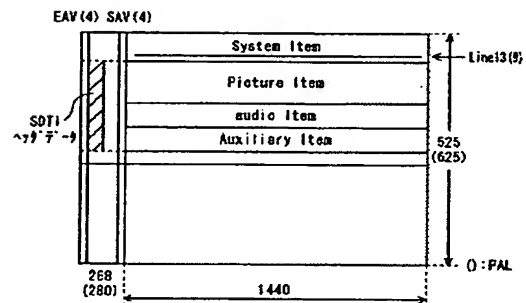 EAV(4) SAV(4)
System Item
Line13(9)
Picture Item
SDTI
ヘッダデータ
audio Item
Auxiliary Item
525
(625)
():PAL
268
(280)
1440